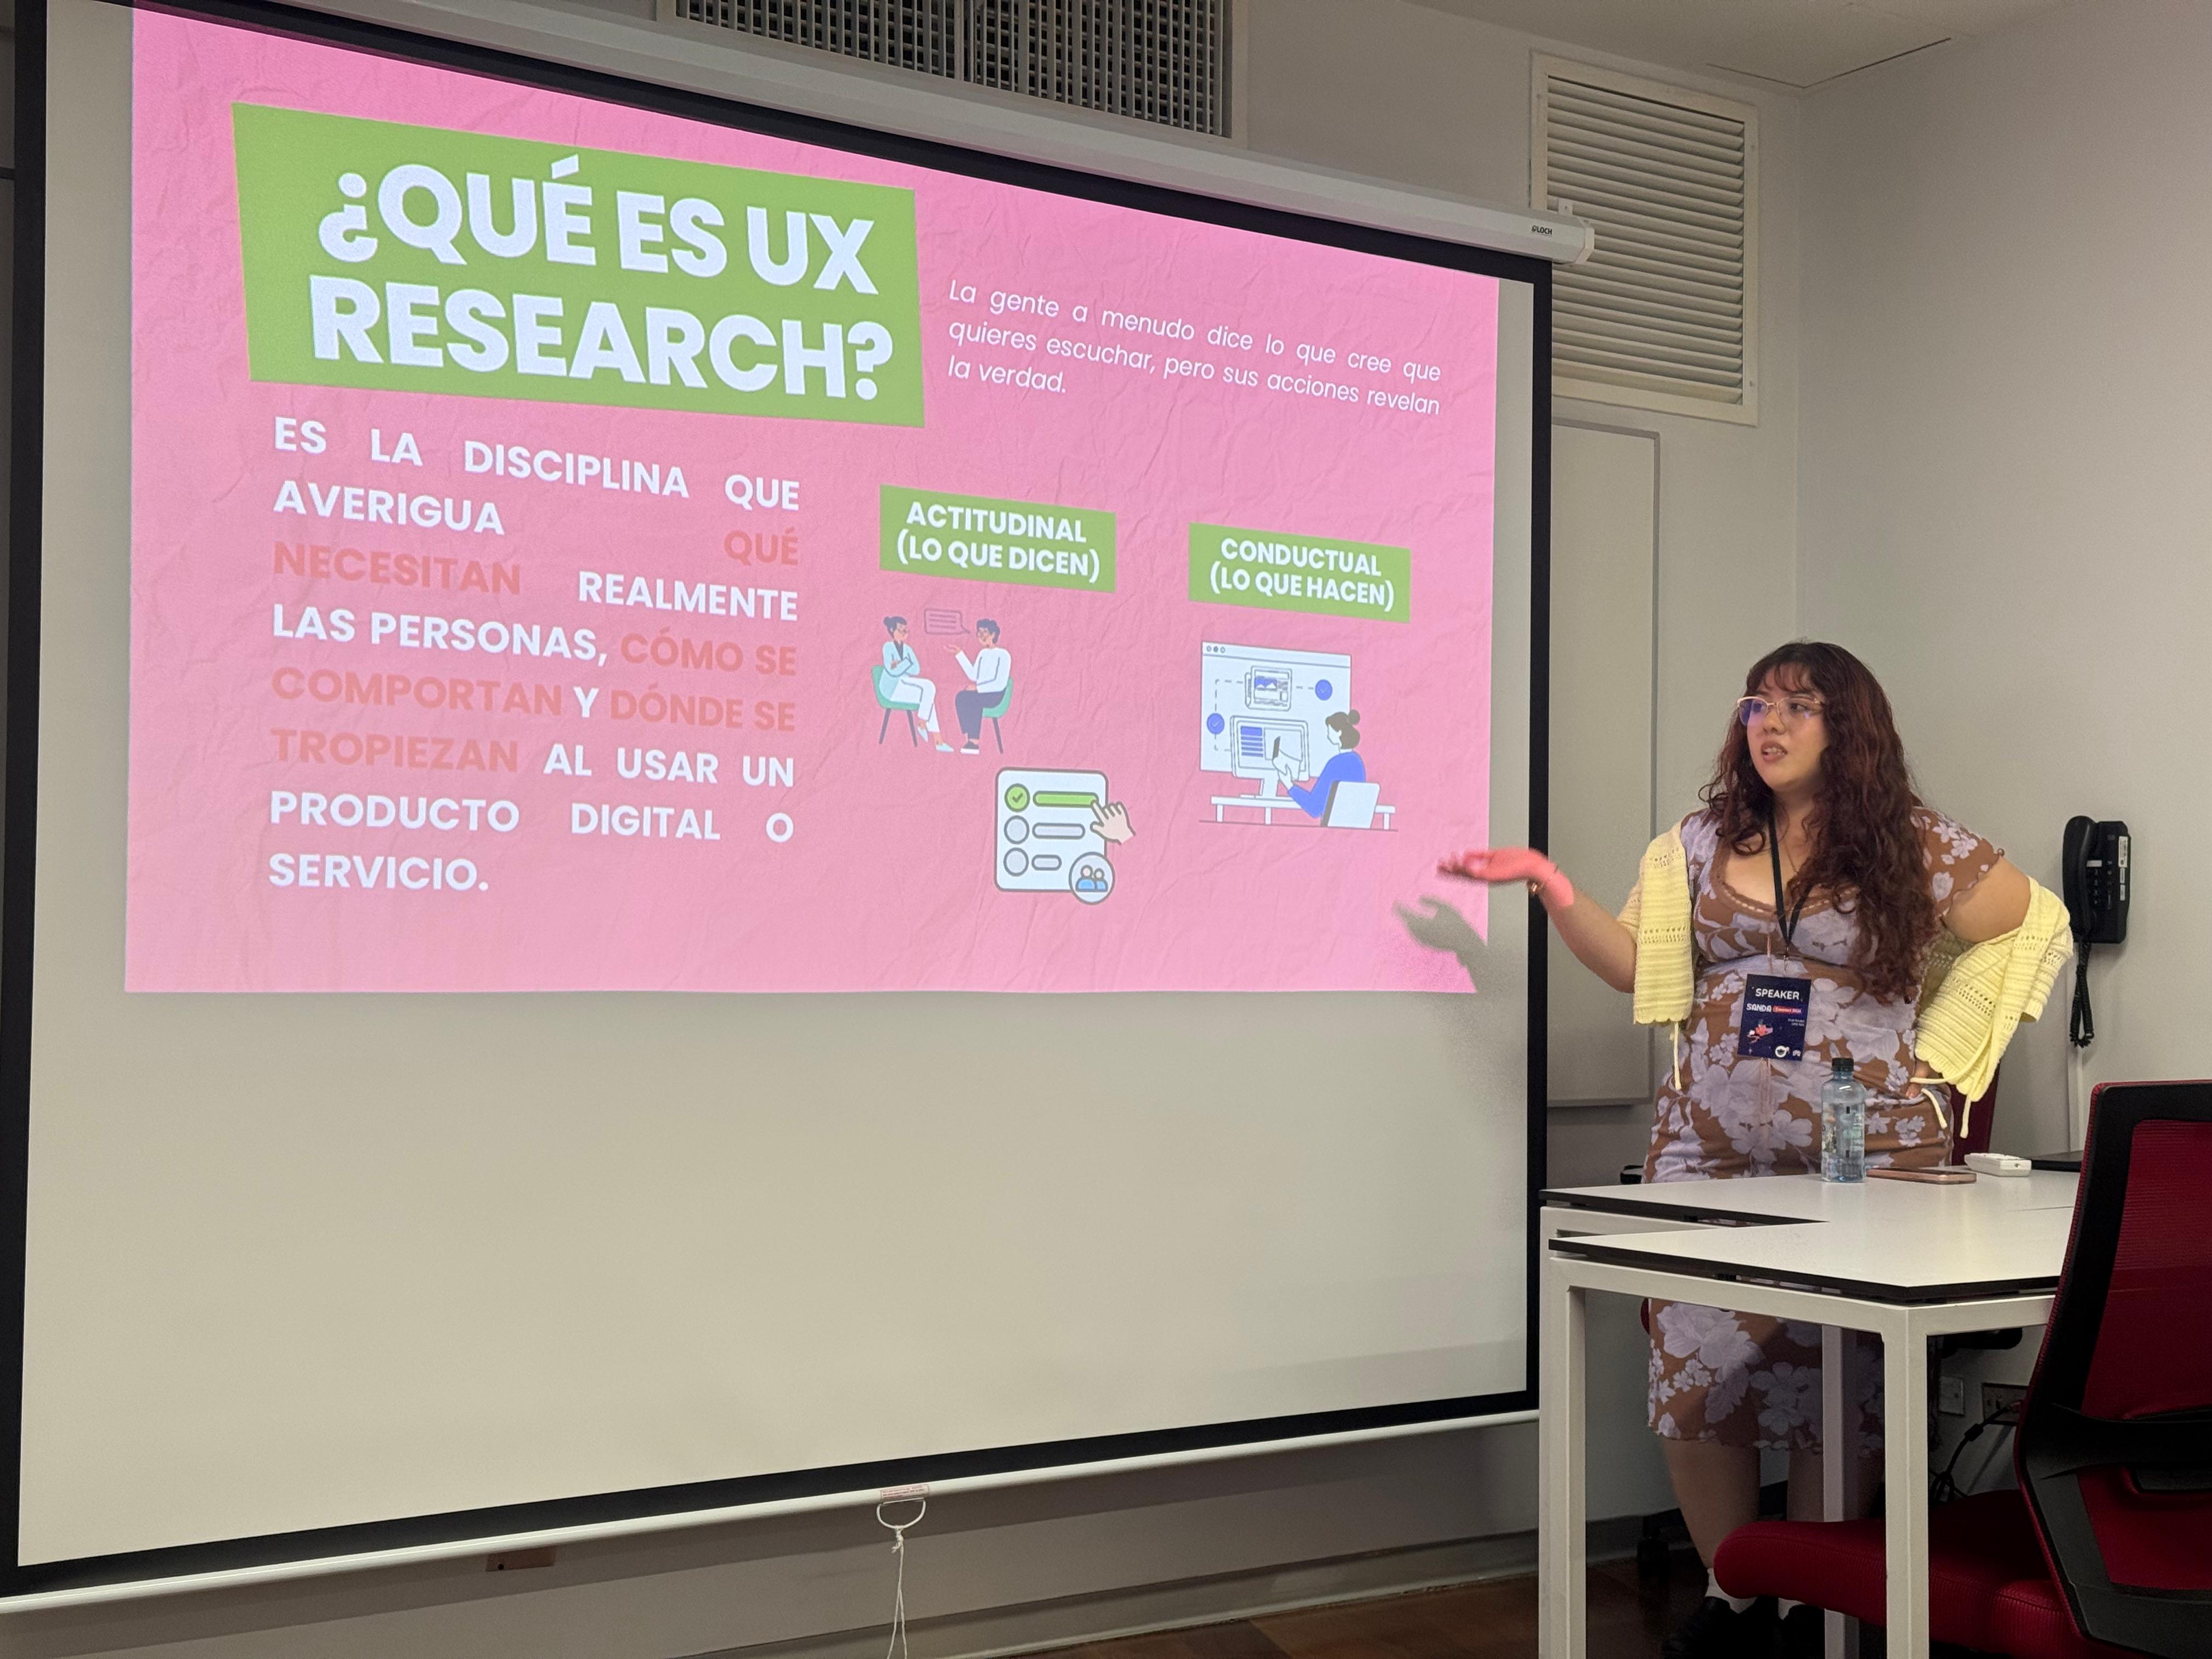 ¿QUÉ ES UX
RESEARCH?
ES LA DISCIPLINA QUE
AVERIGUA QUÉ
NECESITAN REALMENTE
LAS PERSONAS, CÓMO SE
COMPORTAN Y DÓNDE SE
TROPIEZAN AL USAR UN
PRODUCTO DIGITAL O
SERVICIO.
La gente a menudo dice lo que cree que
quieres escuchar, pero sus acciones revelan
la verdad.
ACTITUDINAL
(LO QUE DICEN)
CONDUCTUAL
(LO QUE HACEN)
LOCH
SPEAKER
SANDA